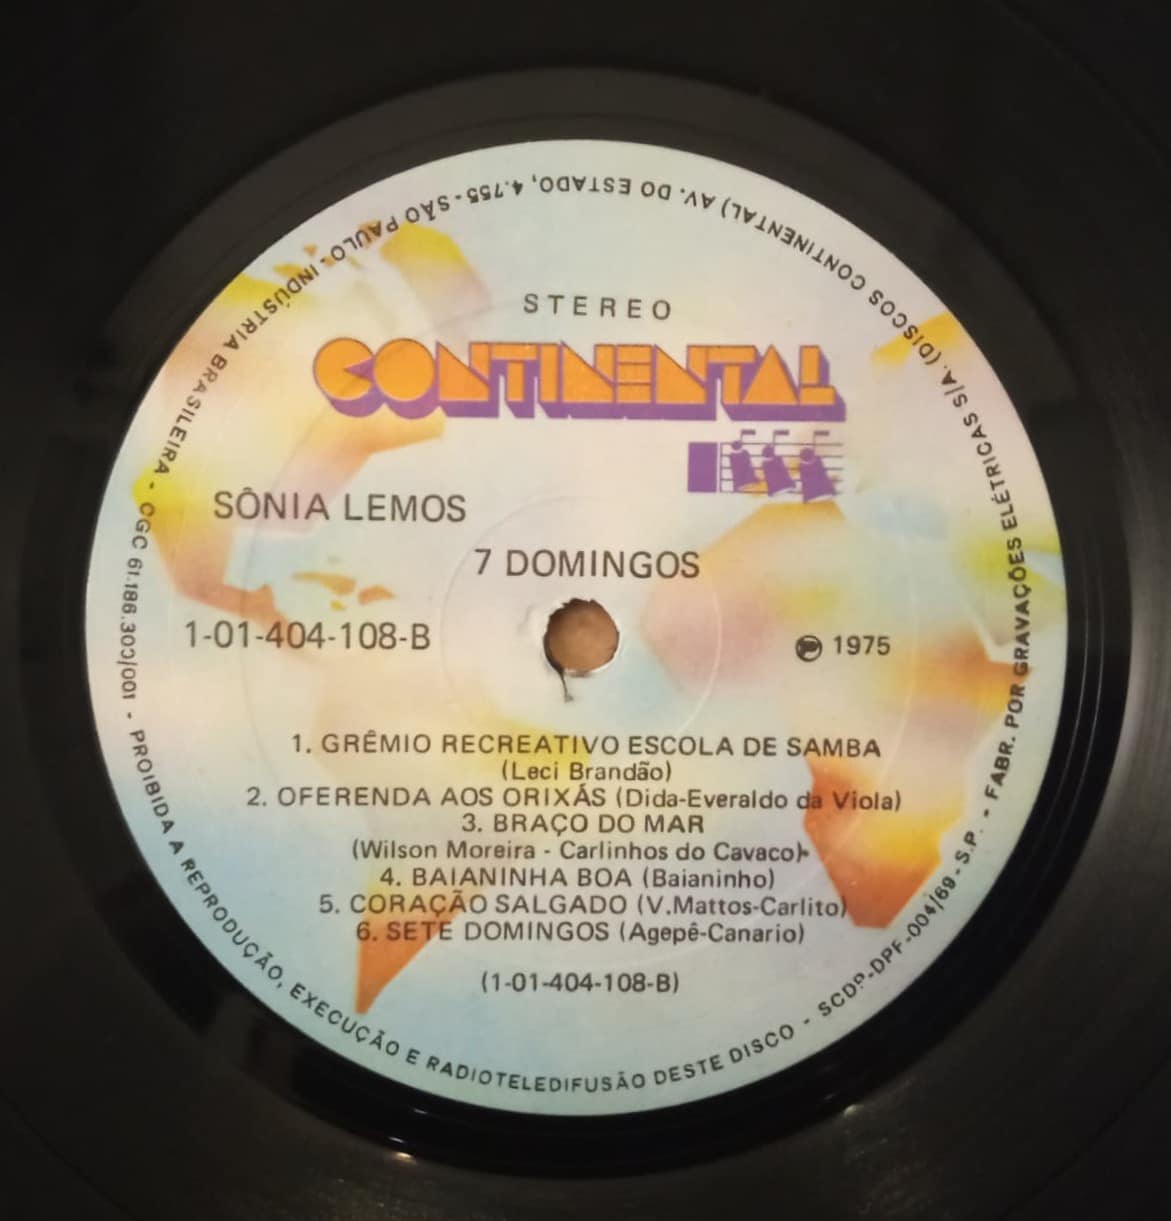 STEREO
CONTINENTAL
SÔNIA LEMOS
7 DOMINGOS
1-01-404-108-B
℗ 1975
1. GRÊMIO RECREATIVO ESCOLA DE SAMBA
(Leci Brandão)
2. OFERENDA AOS ORIXÁS (Dida-Everaldo da Viola)
3. BRAÇO DO MAR
(Wilson Moreira - Carlinhos do Cavaco)
4. BAIANINHA BOA (Baianinho)
5. CORAÇÃO SALGADO (V.Mattos-Carlito)
6. SETE DOMINGOS (Agepê-Canario)
(1-01-404-108-B)
FABR. POR GRAVAÇÕES ELÉTRICAS S/A. (DISCOS CONTINENTAL) AV. DO ESTADO, 4.755 - SÃO PAULO - INDÚSTRIA BRASILEIRA - CGC 61.186.300/001 - PROIBIDA A REPRODUÇÃO, EXECUÇÃO E RADIOTELEDIFUSÃO DESTE DISCO - SCDP-DPF-004/69-S.P. -